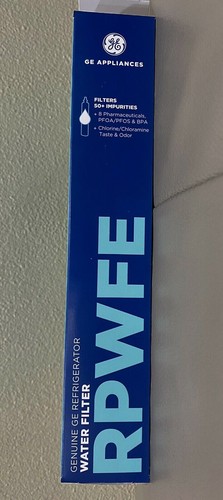 GE
GE APPLIANCES
FILTERS
50+ IMPURITIES
+ 8 Pharmaceuticals,
PFOA/PFOS & BPA
+ Chlorine/Chloramine
Taste & Odor
GENUINE GE REFRIGERATOR
WATER FILTER
RPWFE